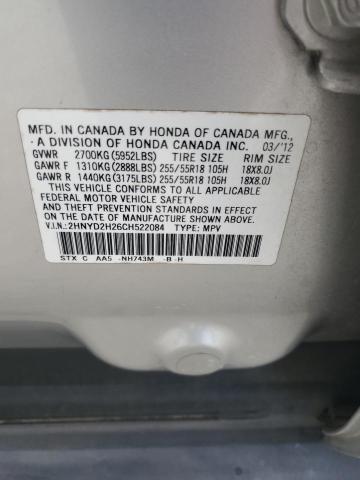 MFD. IN CANADA BY HONDA OF CANADA MFG.,
- A DIVISION OF HONDA CANADA INC. 03/'12
GVWR 2700KG(5952LBS) TIRE SIZE RIM SIZE
GAWR F 1310KG(2888LBS) 255/55R18 105H 18X8.0J
GAWR R 1440KG(3175LBS) 255/55R18 105H 18X8.0J
THIS VEHICLE CONFORMS TO ALL APPLICABLE
FEDERAL MOTOR VEHICLE SAFETY
STANDARDS IN EFFECT ON THE
DATE OF MANUFACTURE SHOWN ABOVE.
V.I.N.:2HNYD2H26CH522084 TYPE: MPV
STX C AA5 -NH743M -B -H